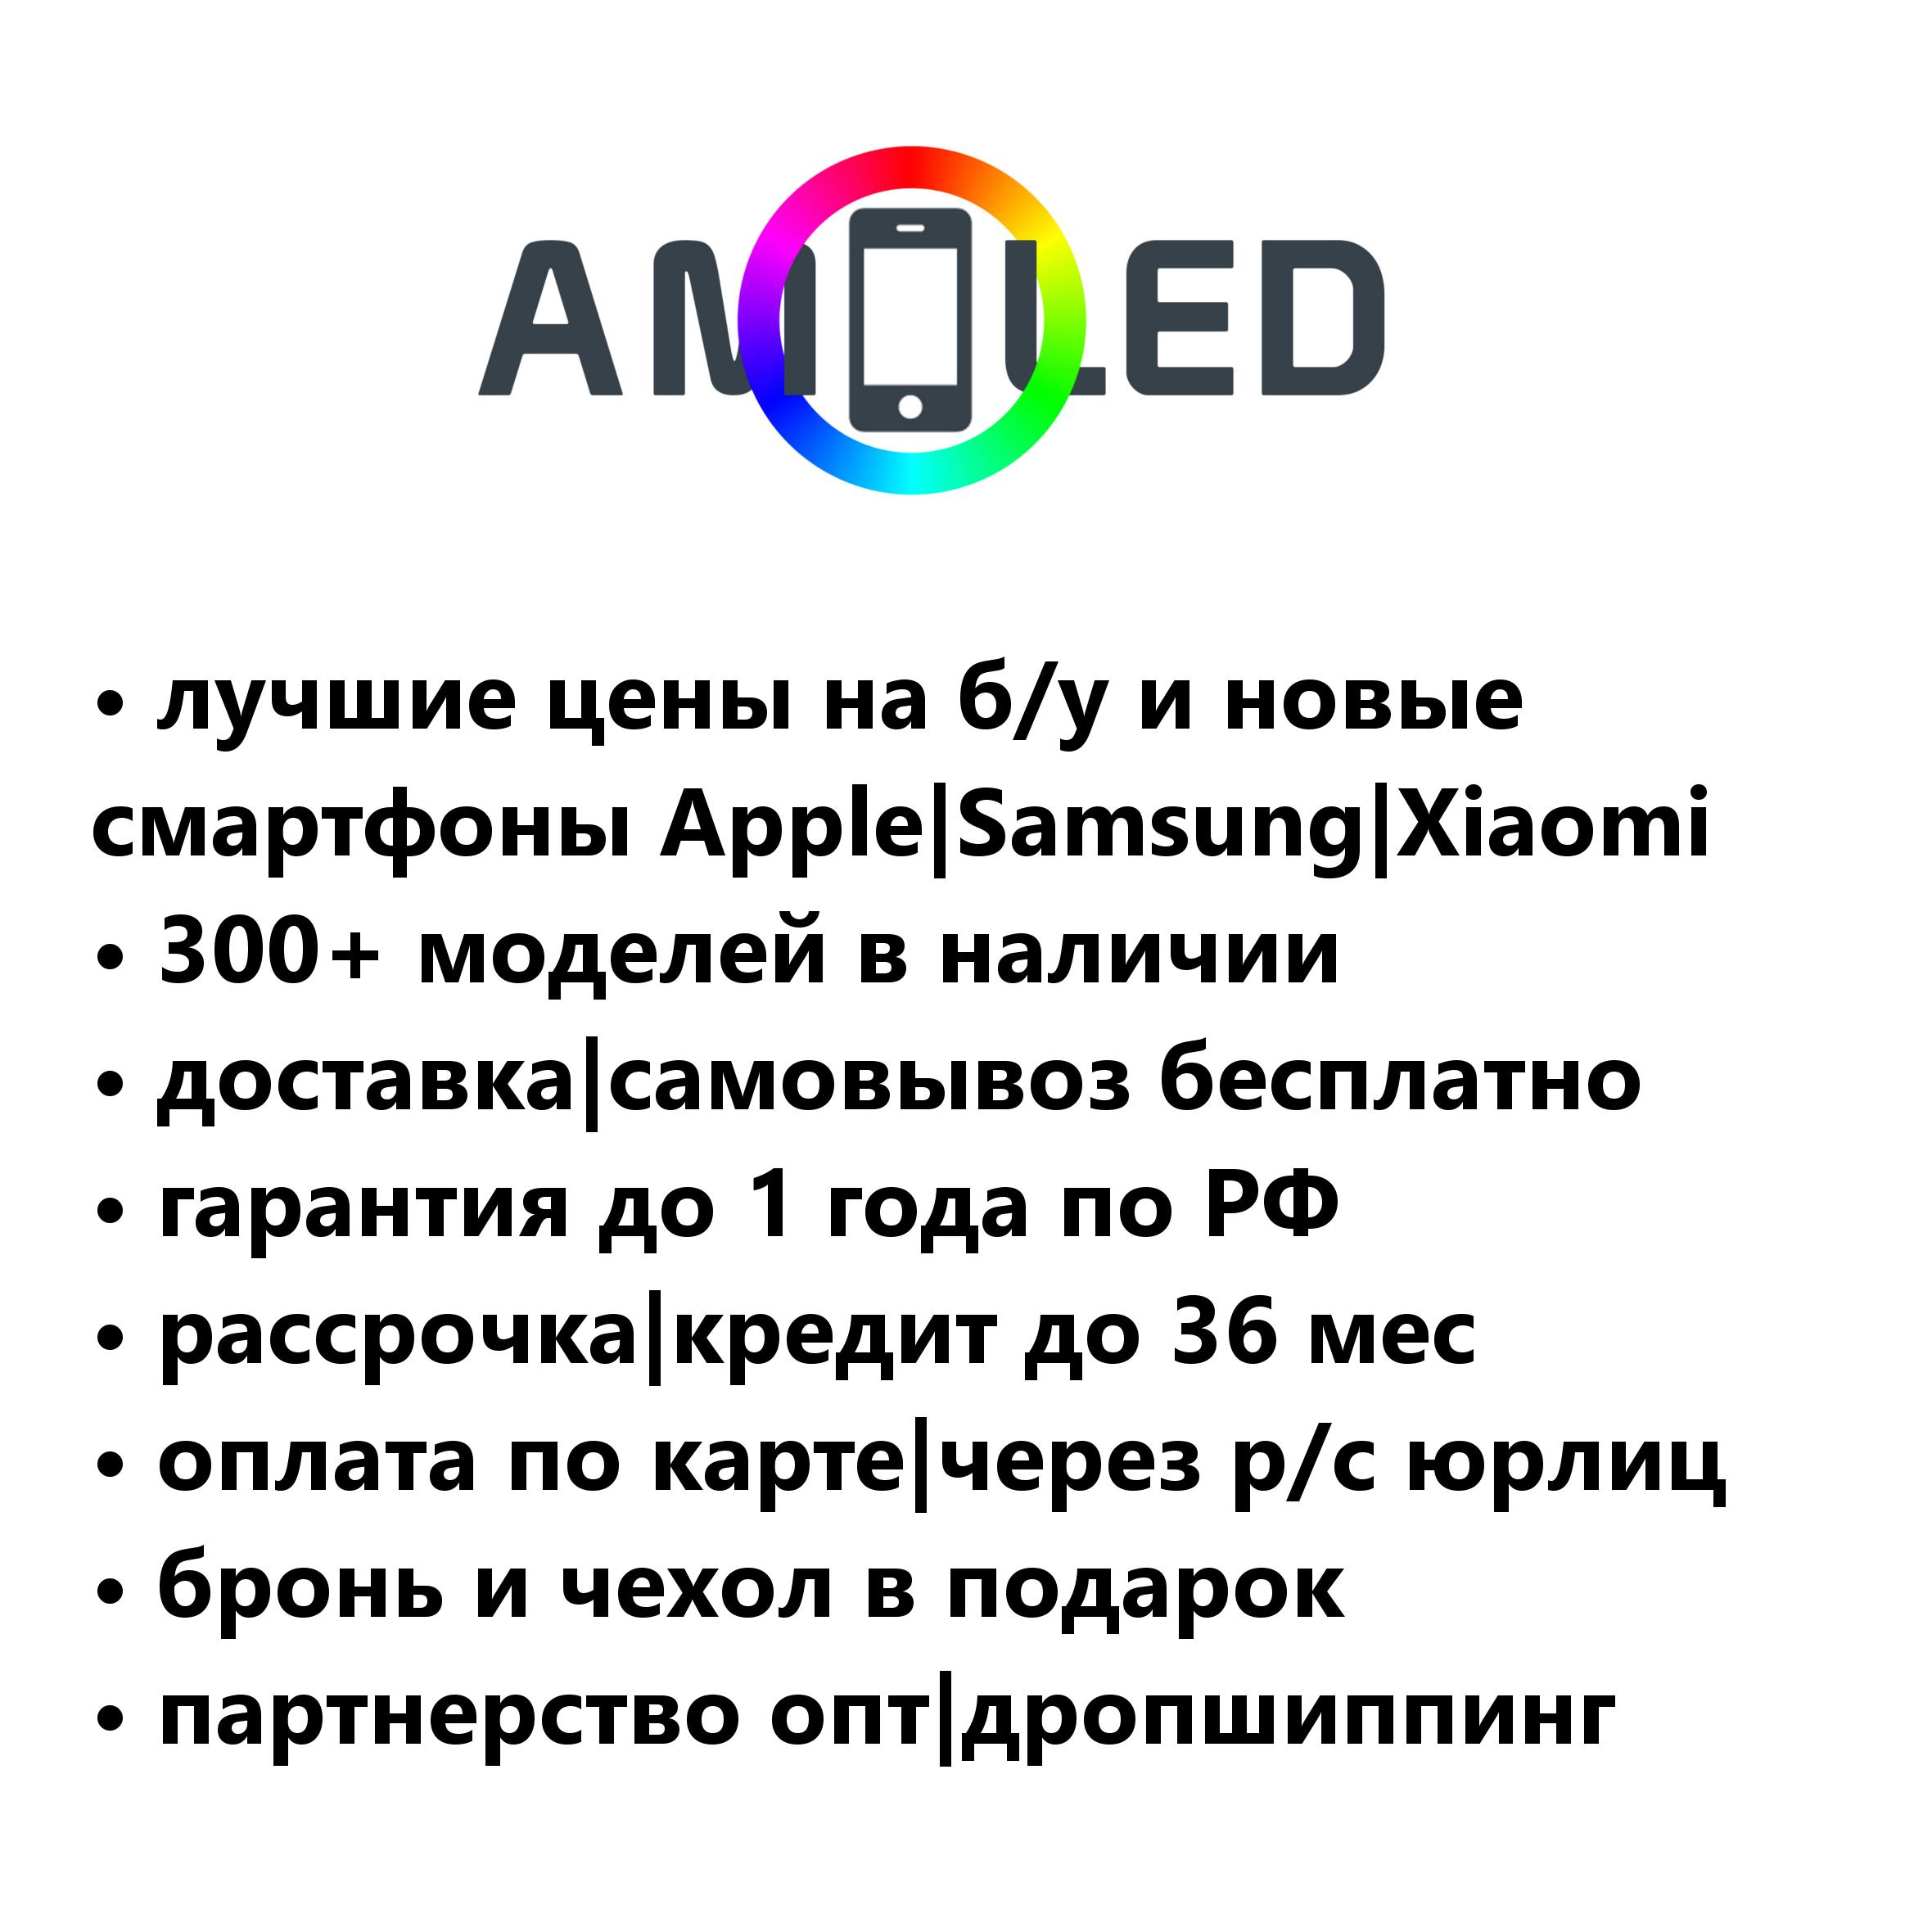 AMOLED
• лучшие цены на б/у и новые
смартфоны Apple|Samsung|Xiaomi
• 300+ моделей в наличии
• доставка|самовывоз бесплатно
• гарантия до 1 года по РФ
• рассрочка|кредит до 36 мес
• оплата по карте|через р/с юрлиц
• бронь и чехол в подарок
• партнерство опт|дропшиппинг